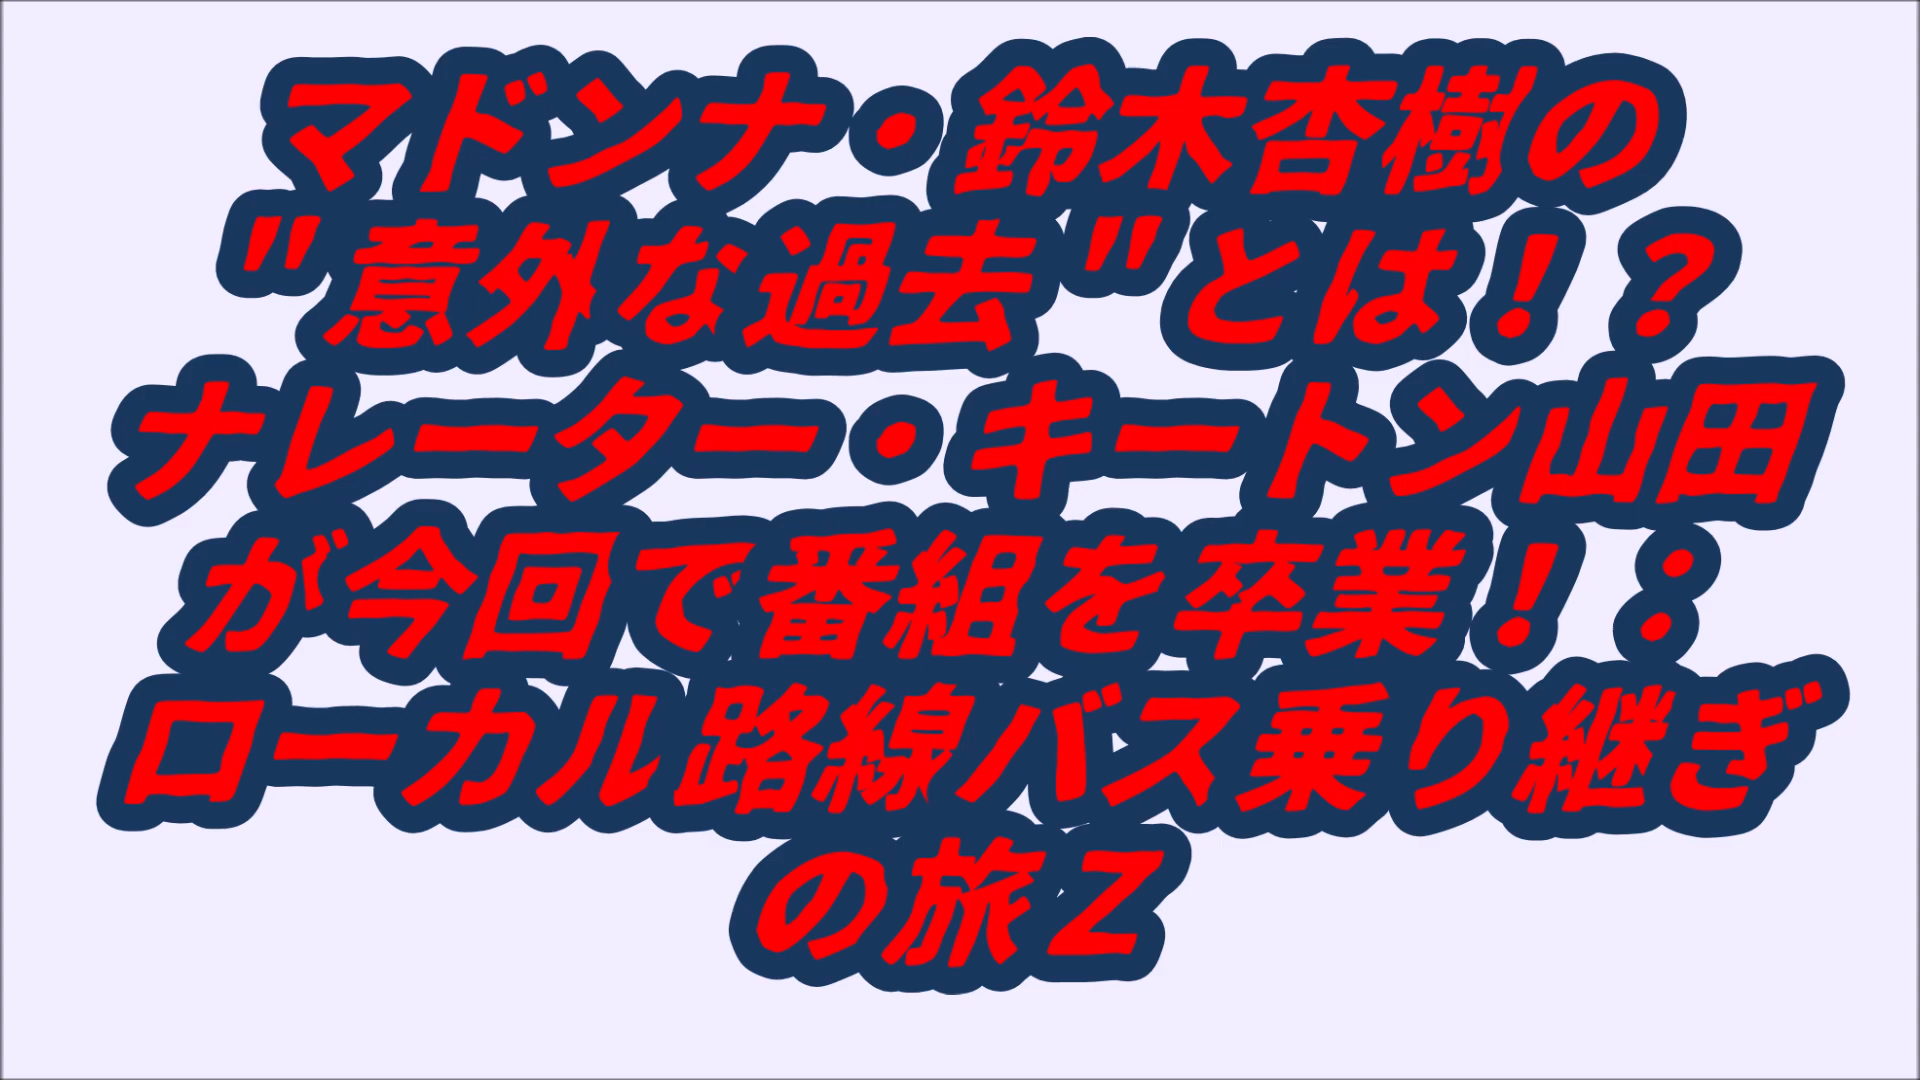 マドンナ・鈴木杏樹の
"意外な過去"とは！？
ナレーター・キートン山田
が今回で番組を卒業！：
ローカル路線バス乗り継ぎ
の旅Ｚ